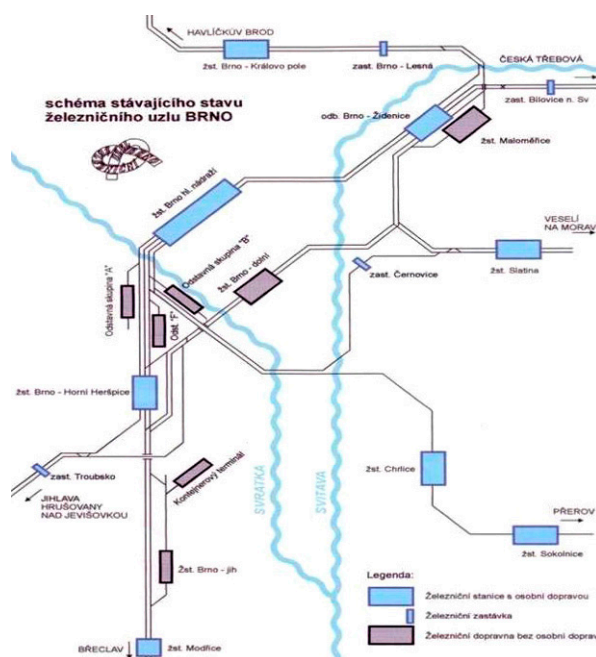 HAVLÍČKŮV BROD
žst. Brno - Královo pole
zast. Brno - Lesná
ČESKÁ TŘEBOVÁ
zast. Bílovice n. Sv
schéma stávajícího stavu
železničního uzlu BRNO
odb. Brno - Židenice
žst. Maloměřice
žst. Brno hl. nádraží
VESELÍ
NA MORAV
žst. Slatina
zast. Černovice
Odstavná skupina "B"
žst. Brno - dolní
Odstavná skupina "A"
Odst. "F"
žst. Brno - Horní Heršpice
zast. Troubsko
JIHLAVA
HRUŠOVANY
NAD JEVIŠOVKOU
Kontejnerový terminál
SVRATKA
SVITAVA
žst. Chrlice
PŘEROV
žst. Sokolnice
Žst. Brno - jih
BŘECLAV
žst. Modřice
Legenda:
Železniční stanice s osobní dopravou
Železniční zastávka
Železniční dopravna bez osobní doprav